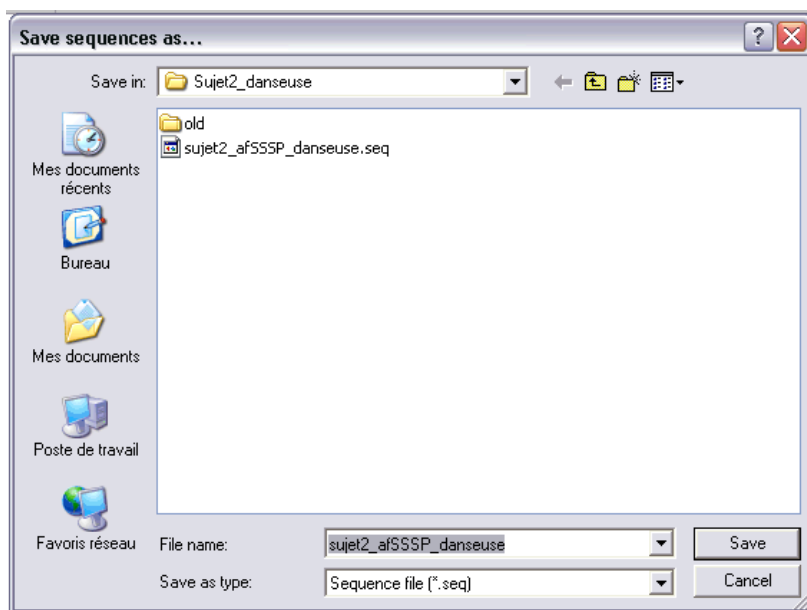 Save sequences as...
Save in:
Sujet2_danseuse
old
sujet2_afSSSP_danseuse.seq
Mes documents
récents
Bureau
Mes documents
Poste de travail
Favoris réseau
File name:
sujet2_afSSSP_danseuse
Save
Save as type:
Sequence file (*.seq)
Cancel